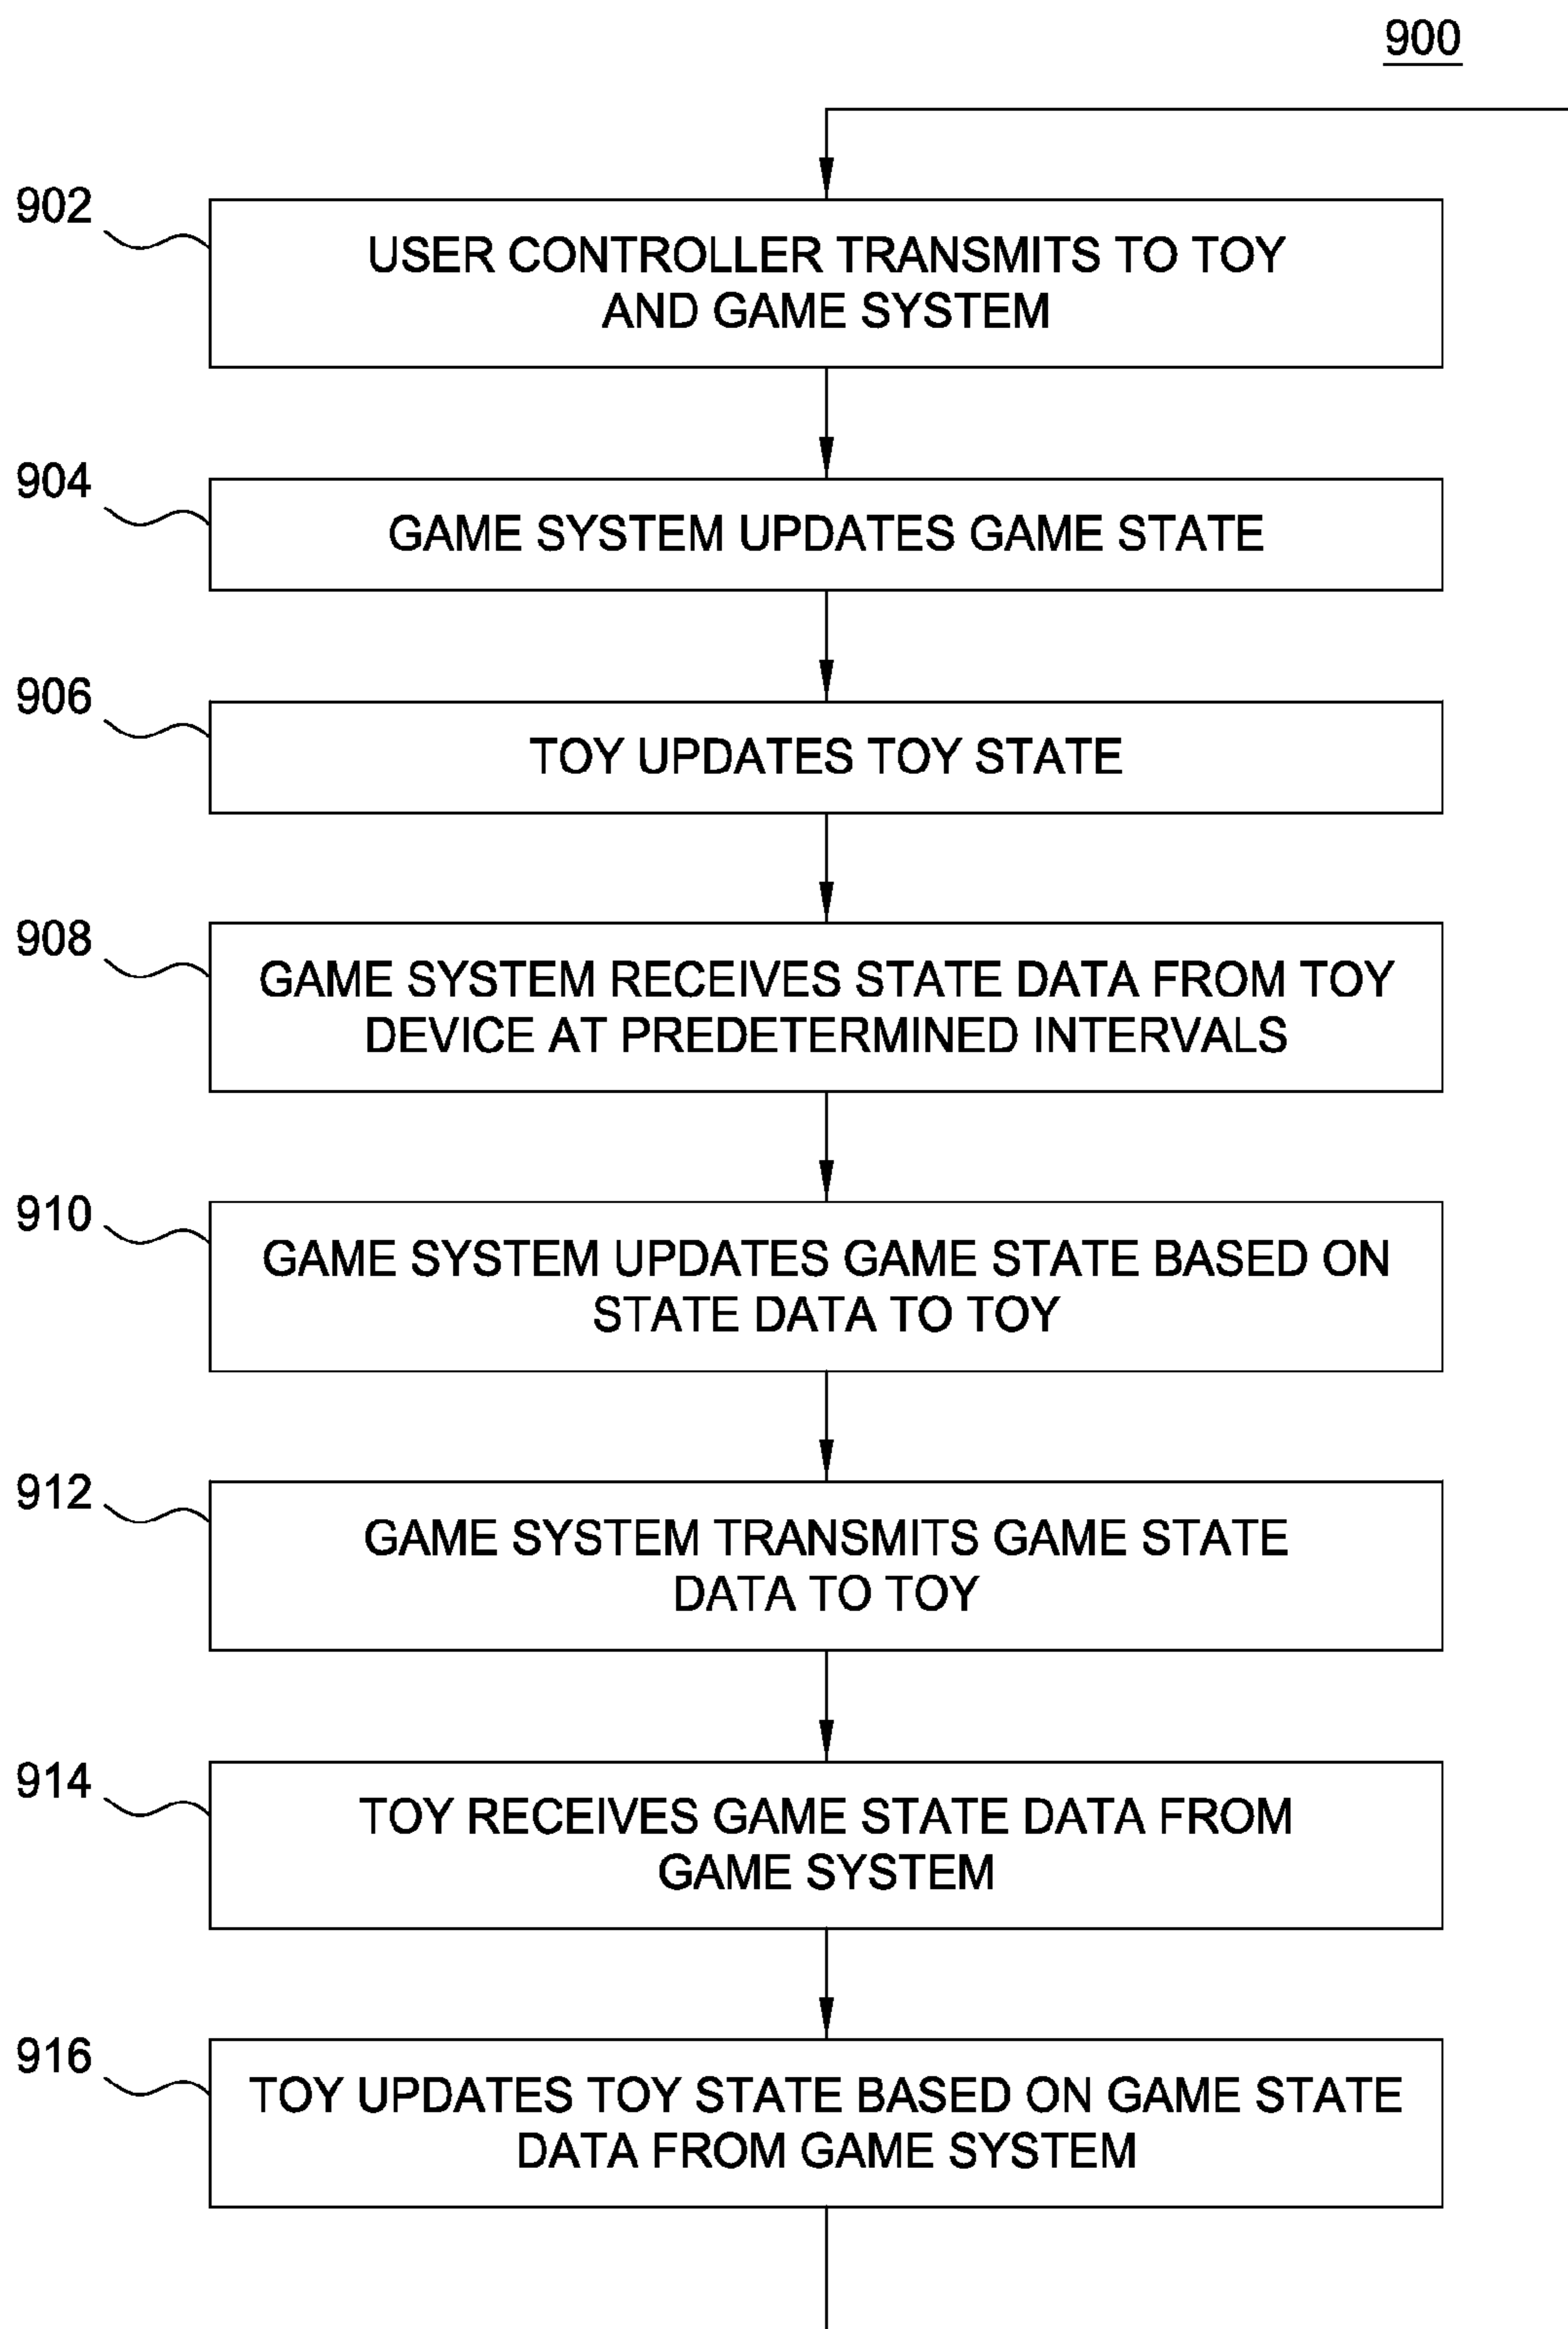 900
902
USER CONTROLLER TRANSMITS TO TOY
AND GAME SYSTEM
904
GAME SYSTEM UPDATES GAME STATE
906
TOY UPDATES TOY STATE
908
GAME SYSTEM RECEIVES STATE DATA FROM TOY
DEVICE AT PREDETERMINED INTERVALS
910
GAME SYSTEM UPDATES GAME STATE BASED ON
STATE DATA TO TOY
912
GAME SYSTEM TRANSMITS GAME STATE
DATA TO TOY
914
TOY RECEIVES GAME STATE DATA FROM
GAME SYSTEM
916
TOY UPDATES TOY STATE BASED ON GAME STATE
DATA FROM GAME SYSTEM